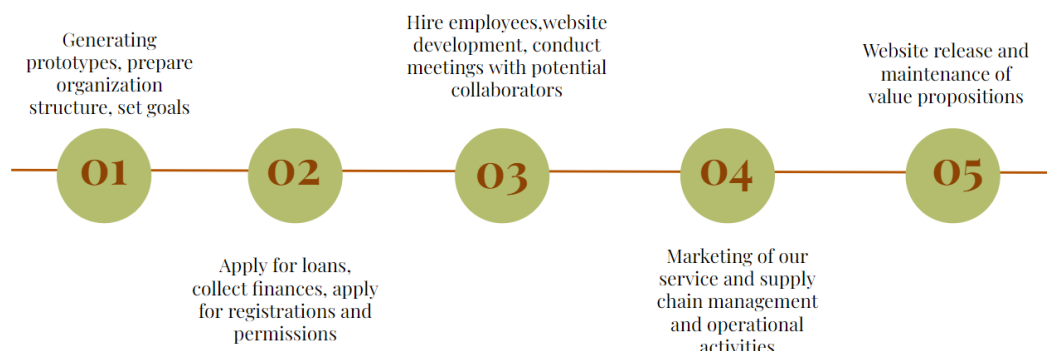 Generating
prototypes, prepare
organization
structure, set goals
01
Apply for loans,
collect finances, apply
for registrations and
permissions
02
Hire employees,website
development, conduct
meetings with potential
collaborators
03
Marketing of our
service and supply
chain management
and operational
activities
04
Website release and
maintenance of
value propositions
05